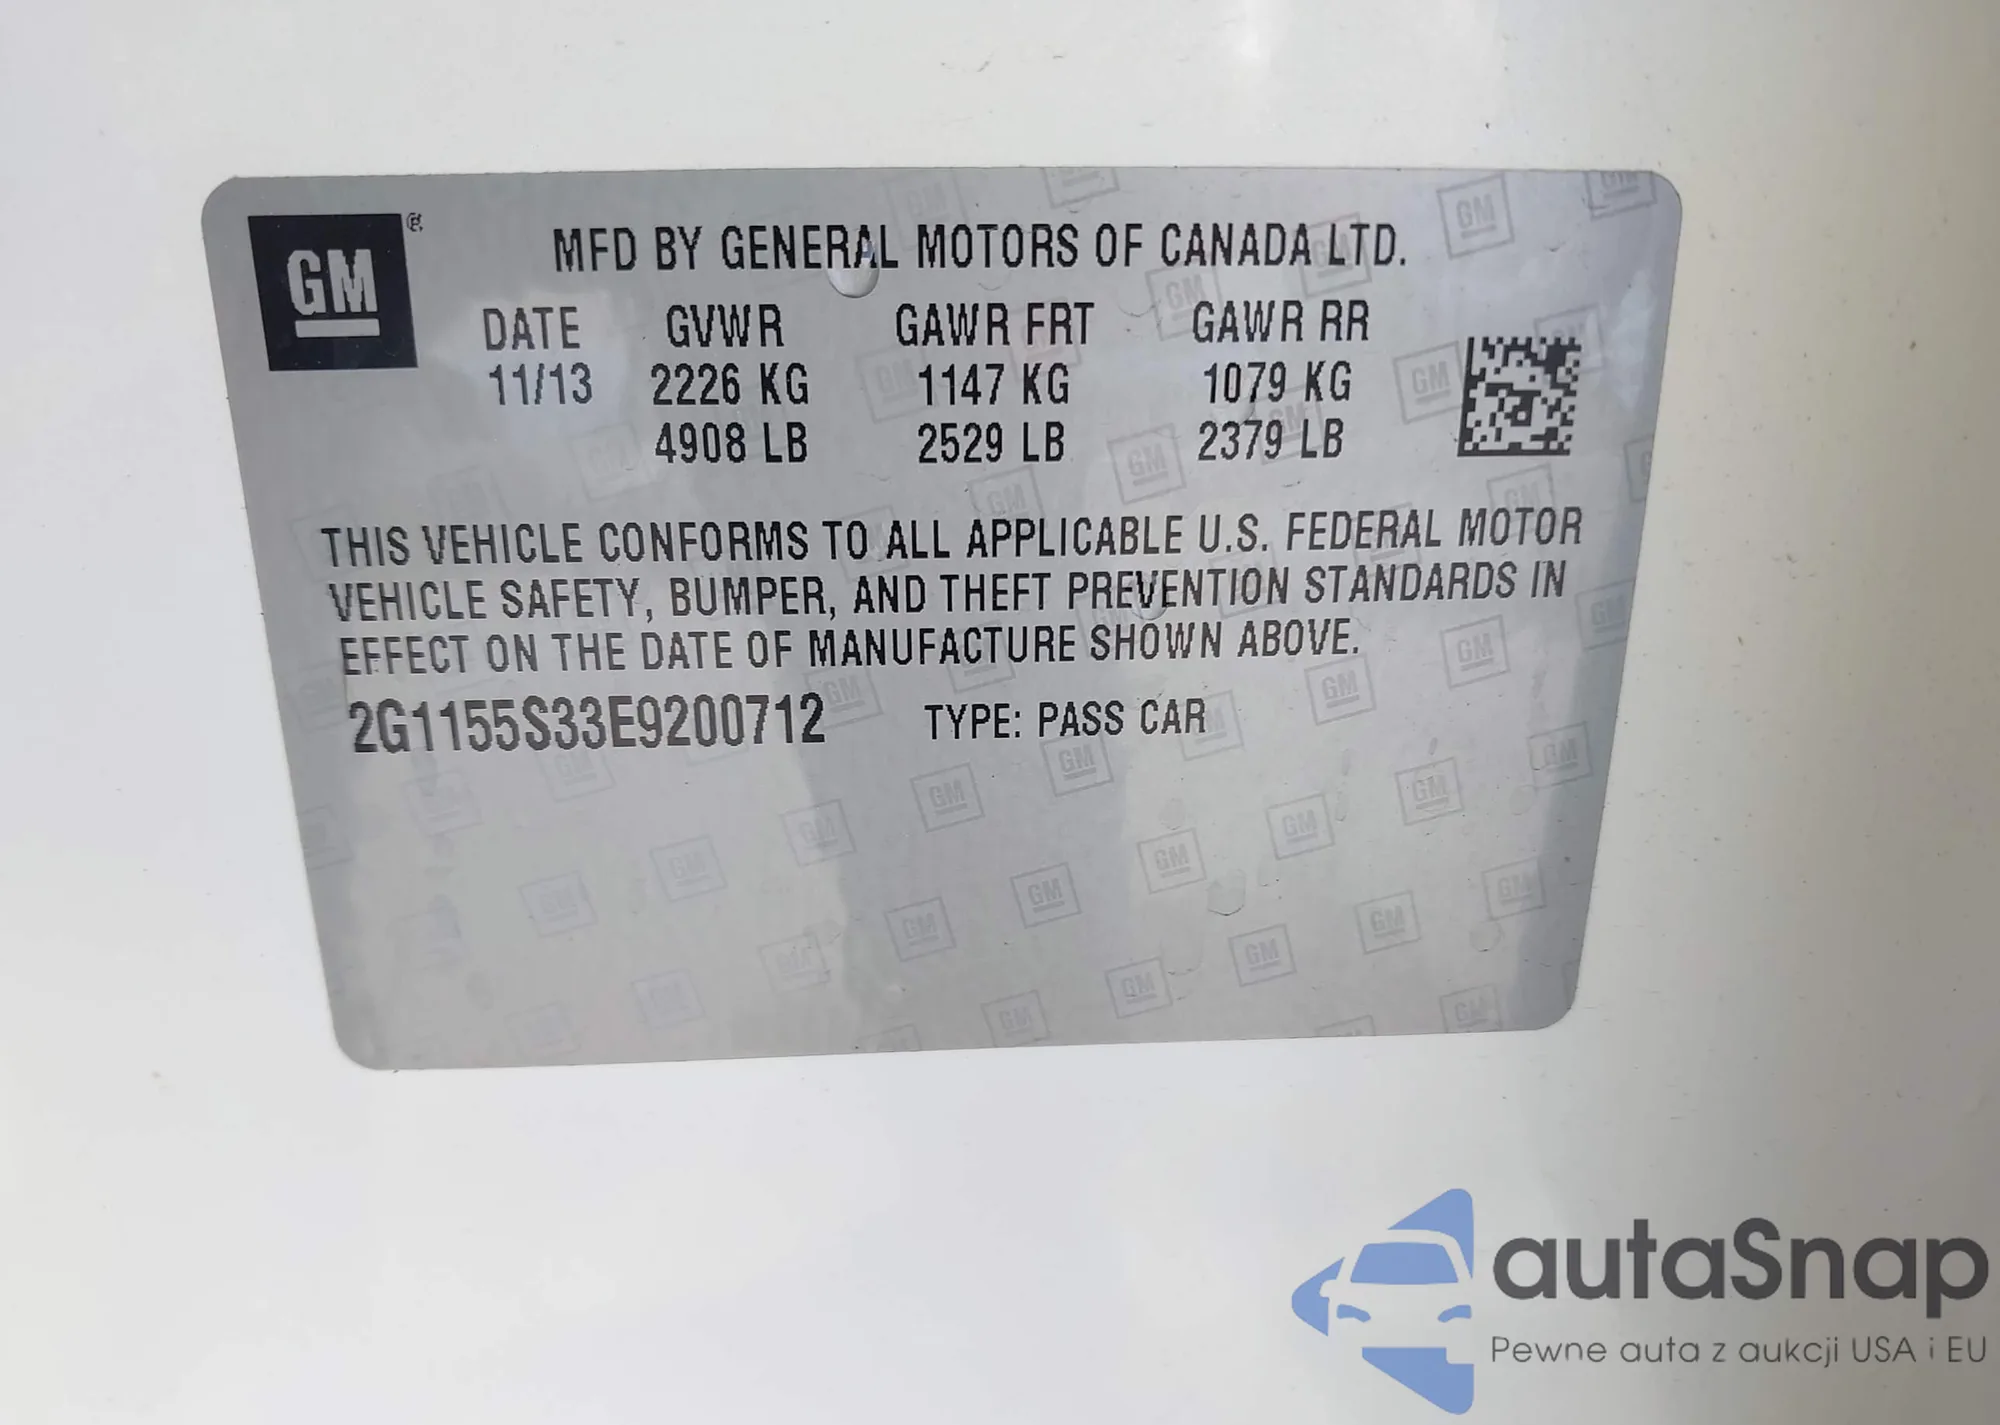 GM
MFD BY GENERAL MOTORS OF CANADA LTD.
DATE GVWR GAWR FRT GAWR RR
11/13 2226 KG 1147 KG 1079 KG
4908 LB 2529 LB 2379 LB
THIS VEHICLE CONFORMS TO ALL APPLICABLE U.S. FEDERAL MOTOR
VEHICLE SAFETY, BUMPER, AND THEFT PREVENTION STANDARDS IN
EFFECT ON THE DATE OF MANUFACTURE SHOWN ABOVE.
2G1155S33E9200712 TYPE: PASS CAR
autaSnap
Pewne auta z aukcji USA i EU